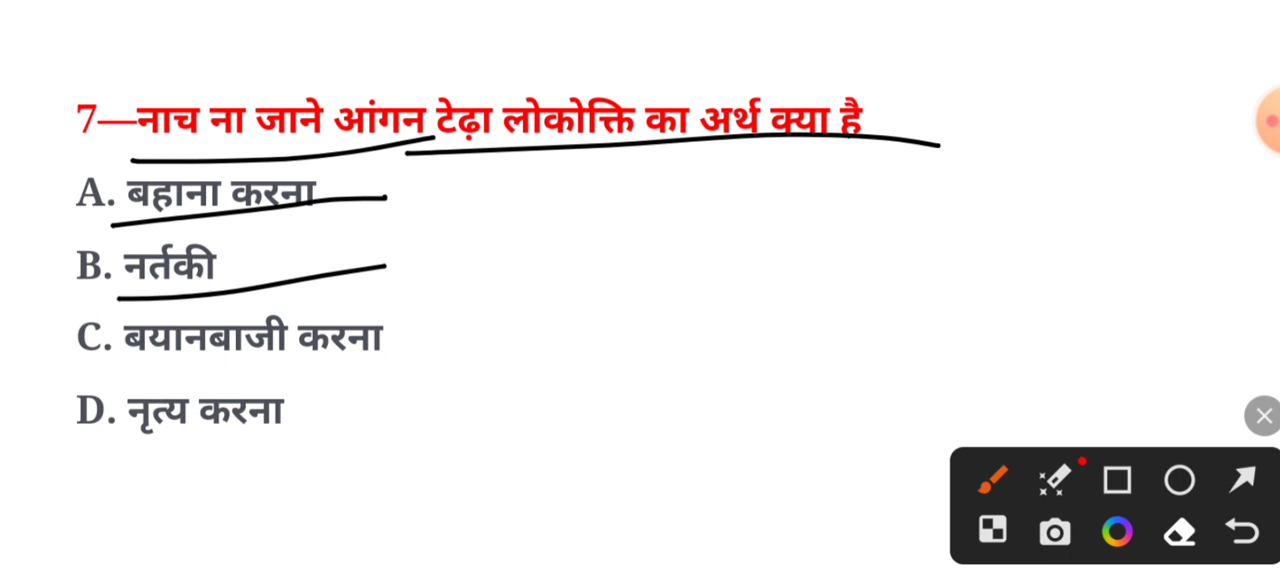 7—नाच ना जाने आंगन टेढ़ा लोकोक्ति का अर्थ क्या है
A. बहाना करना
B. नर्तकी
C. बयानबाजी करना
D. नृत्य करना